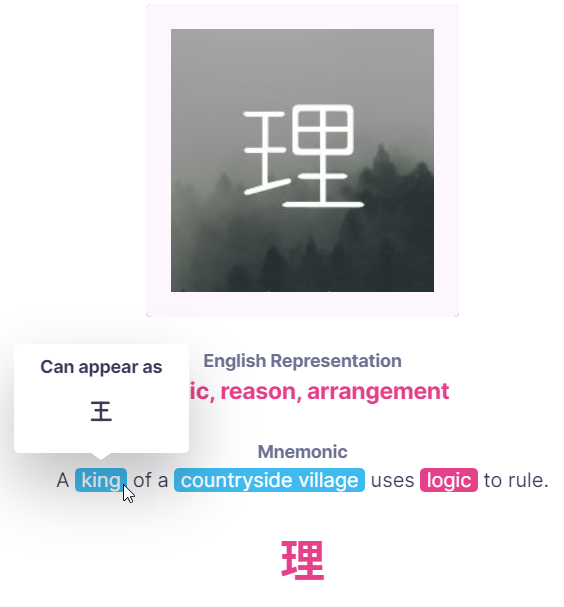 理
Can appear as
王
English Representation
ic, reason, arrangement
Mnemonic
A king of a countryside village uses logic to rule.
理